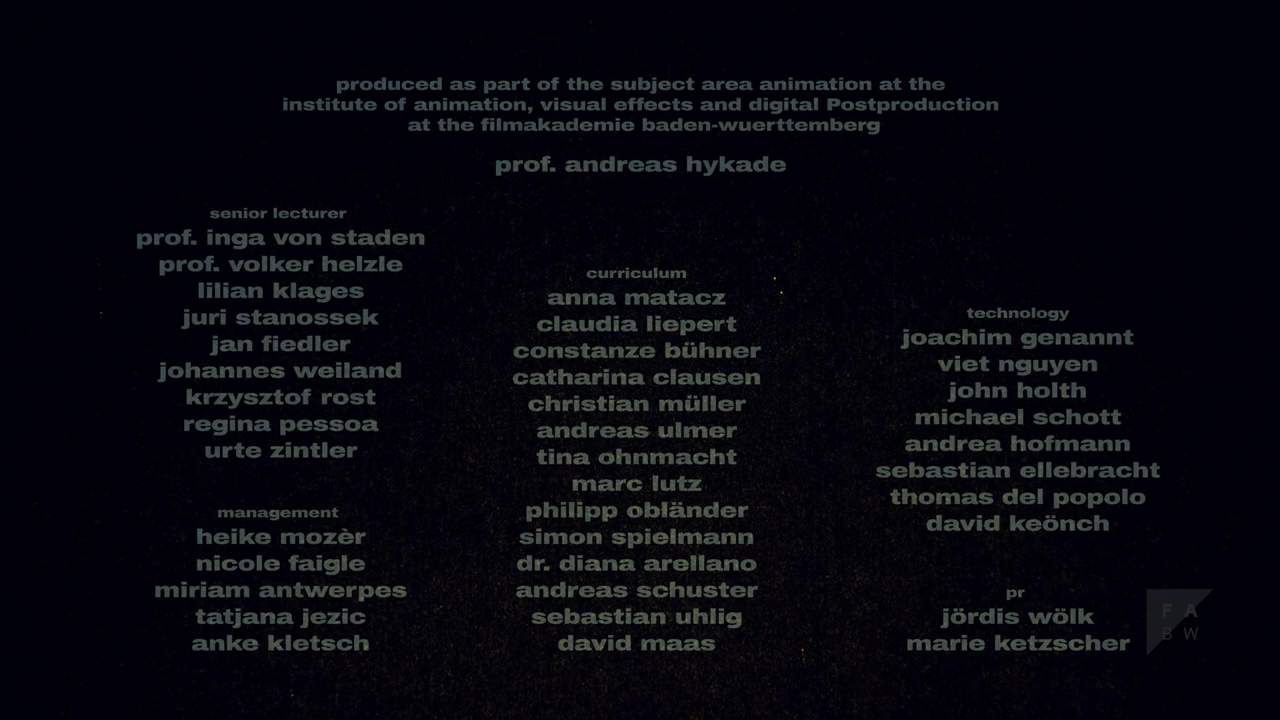 produced as part of the subject area animation at the
institute of animation, visual effects and digital Postproduction
at the filmakademie baden-wuerttemberg
prof. andreas hykade
senior lecturer
prof. inga von staden
prof. volker helzle
lilian klages
juri stanossek
jan fiedler
johannes weiland
krzysztof rost
regina pessoa
urte zintler
management
heike mozèr
nicole faigle
miriam antwerpes
tatjana jezic
anke kletsch
curriculum
anna matacz
claudia liepert
constanze bühner
catharina clausen
christian müller
andreas ulmer
tina ohnmacht
marc lutz
philipp obländer
simon spielmann
dr. diana arellano
andreas schuster
sebastian uhlig
david maas
technology
joachim genannt
viet nguyen
john holth
michael schott
andrea hofmann
sebastian ellebracht
thomas del popolo
david keönch
pr
jördis wölk
marie ketzscher
F A
B W